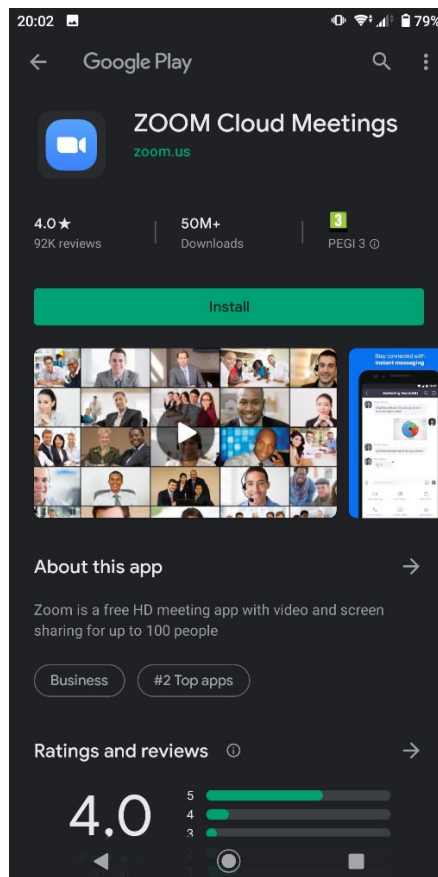 20:02
79%
Google Play
ZOOM Cloud Meetings
zoom.us
4.0★
92K reviews
50M+
Downloads
3
PEGI 3
Install
Stay connected with
instant messaging
About this app
Zoom is a free HD meeting app with video and screen
sharing for up to 100 people
Business
#2 Top apps
Ratings and reviews
4.0
5
4
3